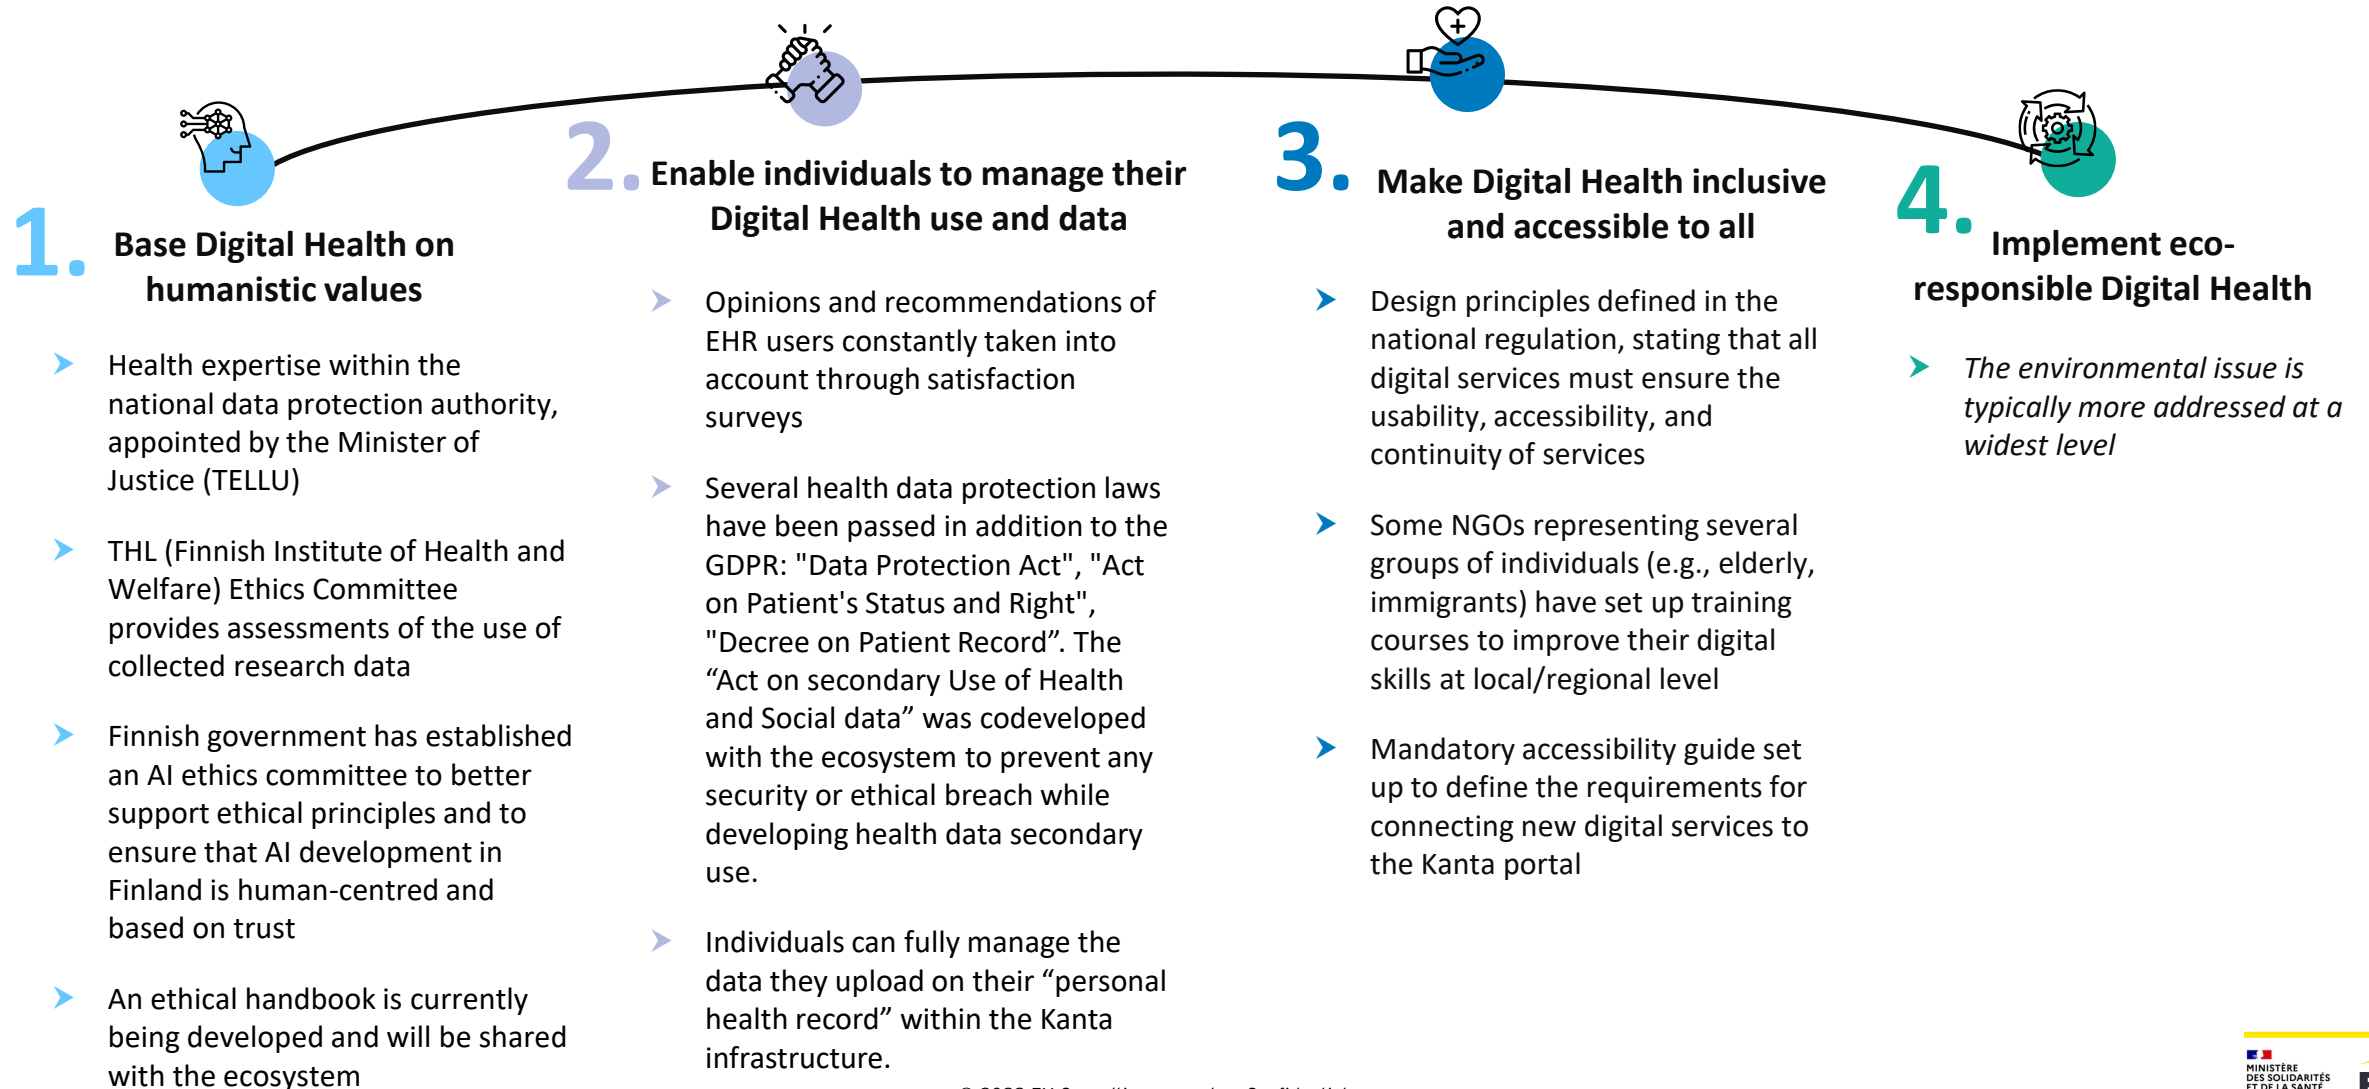 1.
Base Digital Health on
humanistic values
Health expertise within the
national data protection authority,
appointed by the Minister of
Justice (TELLU)
THL (Finnish Institute of Health and
Welfare) Ethics Committee
provides assessments of the use of
collected research data
Finnish government has established
an AI ethics committee to better
support ethical principles and to
ensure that AI development in
Finland is human-centred and
based on trust
An ethical handbook is currently
being developed and will be shared
with the ecosystem
2.
Enable individuals to manage their
Digital Health use and data
Opinions and recommendations of
EHR users constantly taken into
account through satisfaction
surveys
Several health data protection laws
have been passed in addition to the
GDPR: "Data Protection Act", "Act
on Patient's Status and Right",
"Decree on Patient Record”. The
“Act on secondary Use of Health
and Social data” was codeveloped
with the ecosystem to prevent any
security or ethical breach while
developing health data secondary
use.
Individuals can fully manage the
data they upload on their “personal
health record” within the Kanta
infrastructure.
3.
Make Digital Health inclusive
and accessible to all
Design principles defined in the
national regulation, stating that all
digital services must ensure the
usability, accessibility, and
continuity of services
Some NGOs representing several
groups of individuals (e.g., elderly,
immigrants) have set up training
courses to improve their digital
skills at local/regional level
Mandatory accessibility guide set
up to define the requirements for
connecting new digital services to
the Kanta portal
4.
Implement eco-
responsible Digital Health
The environmental issue is
typically more addressed at a
widest level
MINISTÈRE
DES SOLIDARITÉS
ET DE LA SANTÉ